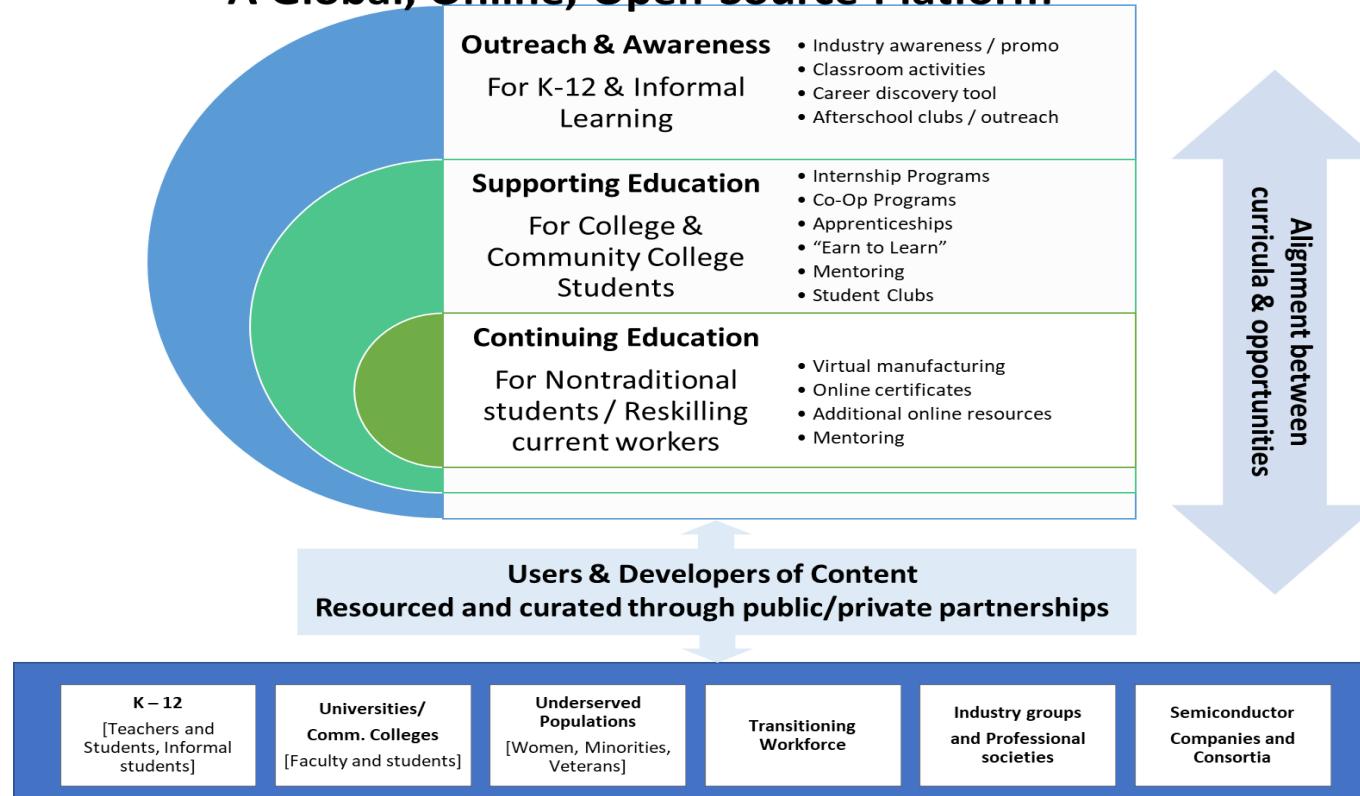 A Global, Online, Open-Source Platform
Outreach & Awareness
For K-12 & Informal
Learning
• Industry awareness / promo
• Classroom activities
• Career discovery tool
• Afterschool clubs / outreach
Supporting Education
For College &
Community College
Students
• Internship Programs
• Co-Op Programs
• Apprenticeships
• “Earn to Learn”
• Mentoring
• Student Clubs
Continuing Education
For Nontraditional
students / Reskilling
current workers
• Virtual manufacturing
• Online certificates
• Additional online resources
• Mentoring
Alignment between
curricula & opportunities
Users & Developers of Content
Resourced and curated through public/private partnerships
K – 12
[Teachers and
Students, Informal
students]
Universities/
Comm. Colleges
[Faculty and students]
Underserved
Populations
[Women, Minorities,
Veterans]
Transitioning
Workforce
Industry groups
and Professional
societies
Semiconductor
Companies and
Consortia